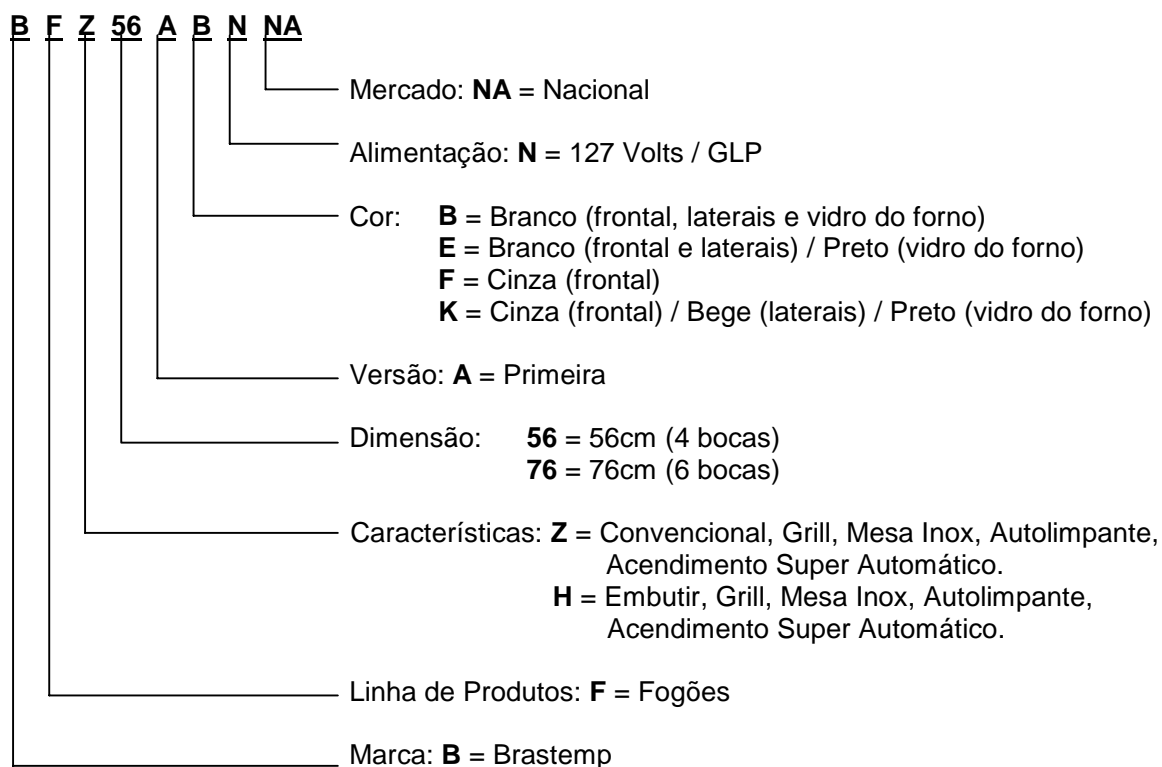 B F Z 56 A B N NA
Mercado: NA = Nacional
Alimentação: N = 127 Volts / GLP
Cor: B = Branco (frontal, laterais e vidro do forno)
E = Branco (frontal e laterais) / Preto (vidro do forno)
F = Cinza (frontal)
K = Cinza (frontal) / Bege (laterais) / Preto (vidro do forno)
Versão: A = Primeira
Dimensão: 56 = 56cm (4 bocas)
76 = 76cm (6 bocas)
Características: Z = Convencional, Grill, Mesa Inox, Autolimpante,
Acendimento Super Automático.
H = Embutir, Grill, Mesa Inox, Autolimpante,
Acendimento Super Automático.
Linha de Produtos: F = Fogões
Marca: B = Brastemp